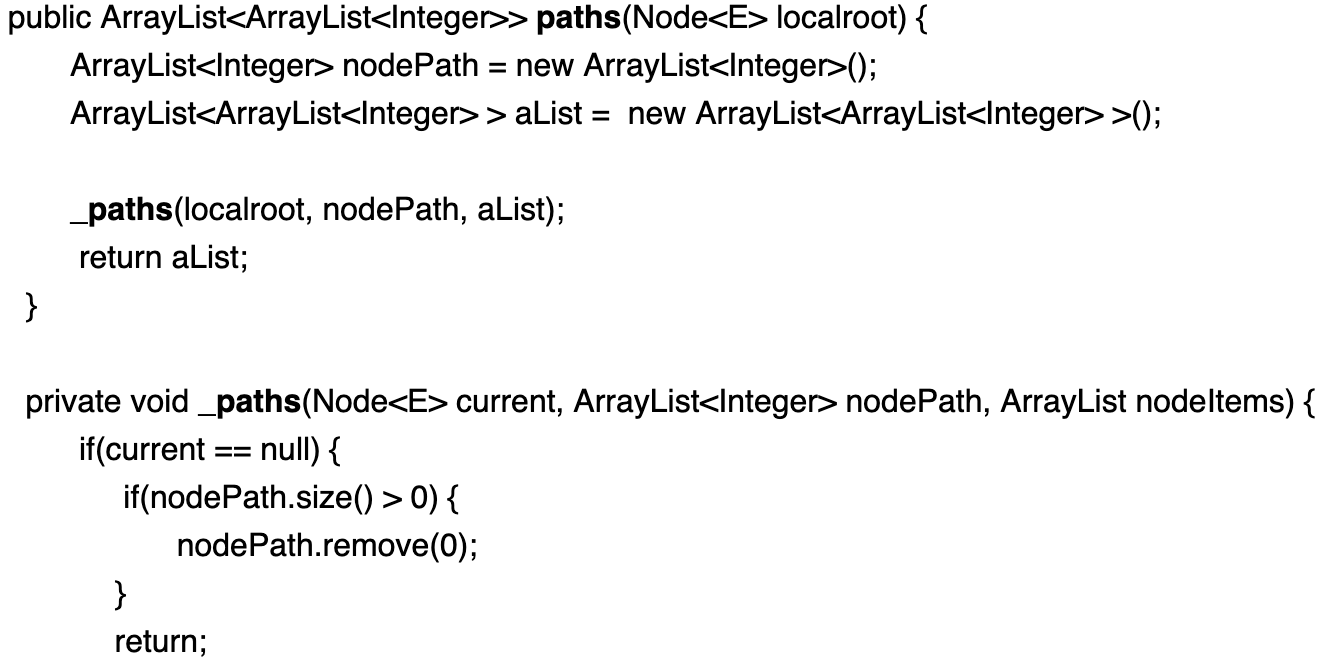 public ArrayList<ArrayList<Integer>> paths(Node<E> localroot) {
ArrayList<Integer> nodePath = new ArrayList<Integer>();
ArrayList<ArrayList<Integer> > aList =  new ArrayList<ArrayList<Integer> >();
_paths(localroot, nodePath, aList);
return aList;
}
private void _paths(Node<E> current, ArrayList<Integer> nodePath, ArrayList nodeItems) {
if(current == null) {
if(nodePath.size() > 0) {
nodePath.remove(0);
}
return;